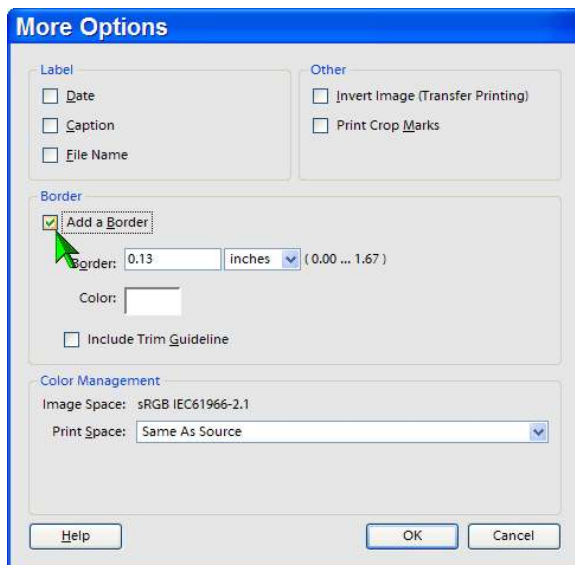 More Options
Label
Date
Caption
File Name
Other
Invert Image (Transfer Printing)
Print Crop Marks
Border
Add a Border
Border: 0.13 inches ( 0.00 ... 1.67 )
Color:
Include Trim Guideline
Color Management
Image Space: sRGB IEC61966-2.1
Print Space: Same As Source
Help OK Cancel